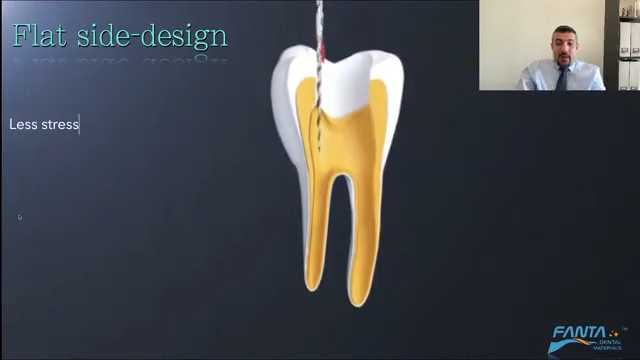 Flat side-design
Less stress
FANTA
DENTAL
MATERIALS